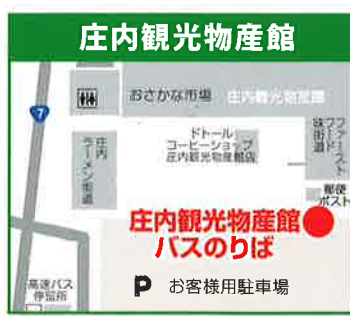 庄内観光物産館
おさかな市場
庄内観光物産館
7
庄内
ラーメン街道
ドトール
コーヒーショップ
庄内観光物産館店
ファースト
フード
味街道
郵便
ポスト
庄内観光物産館
バスのりば
高速バス
停留所
P お客様用駐車場